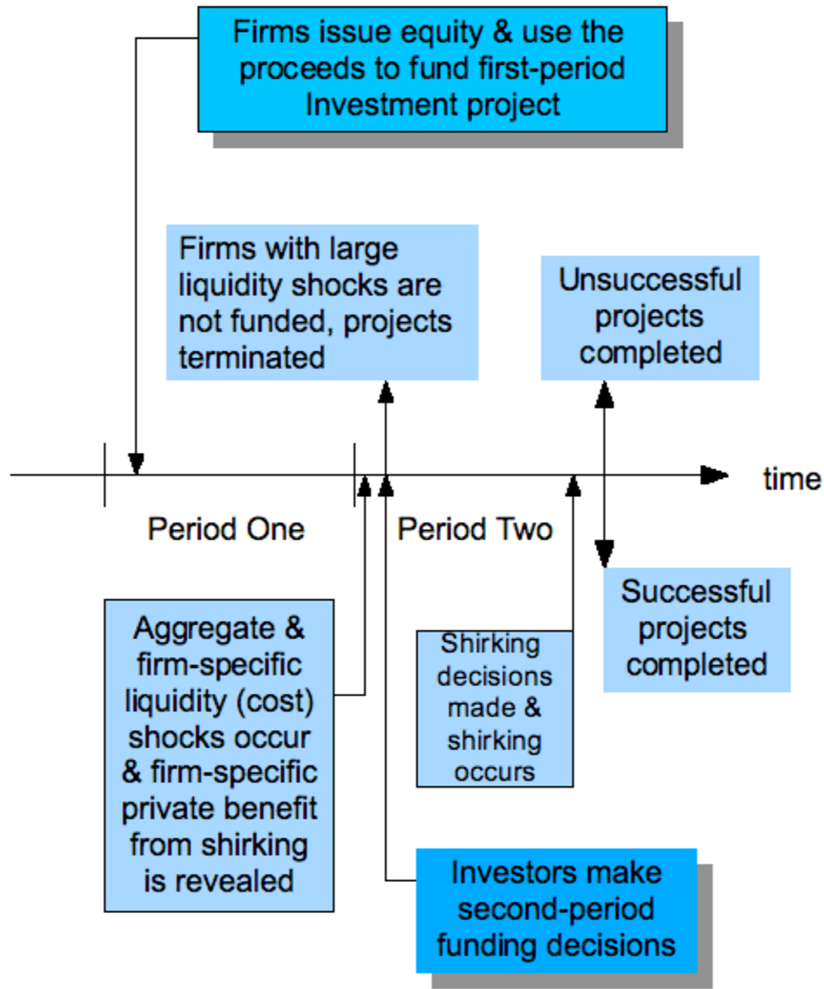 Firms issue equity & use the
proceeds to fund first-period
Investment project
Firms with large
liquidity shocks are
not funded, projects
terminated
Unsuccessful
projects
completed
time
Period One
Period Two
Aggregate &
firm-specific
liquidity (cost)
shocks occur
& firm-specific
private benefit
from shirking
is revealed
Shirking
decisions
made &
shirking
occurs
Successful
projects
completed
Investors make
second-period
funding decisions